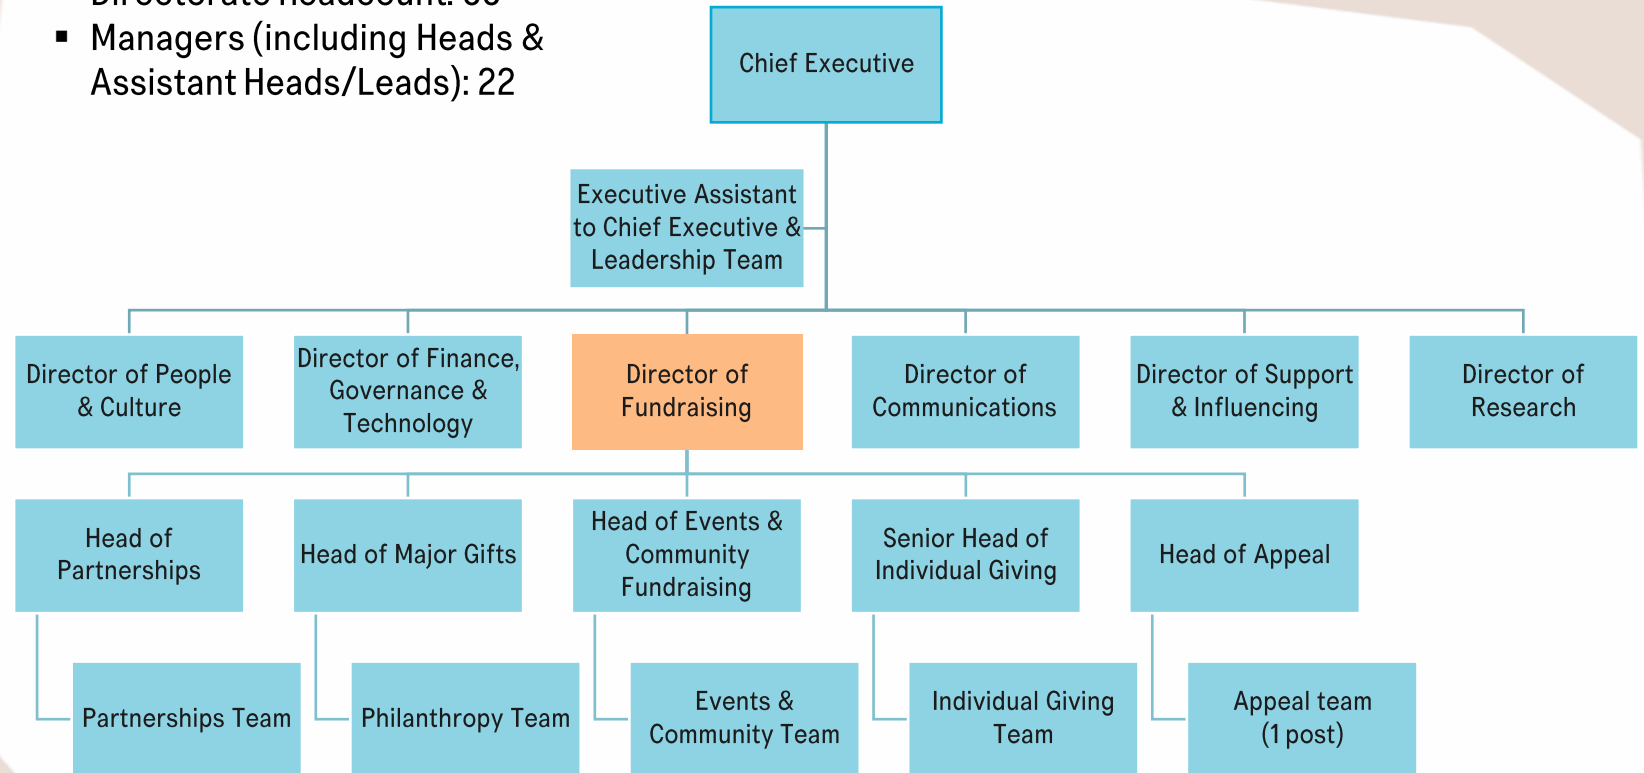 Directorate headcount:
▪ Managers (including Heads &
Assistant Heads/Leads): 22
Chief Executive
Executive Assistant
to Chief Executive &
Leadership Team
Director of People
& Culture
Director of Finance,
Governance &
Technology
Director of
Fundraising
Director of
Communications
Director of Support
& Influencing
Director of
Research
Head of
Partnerships
Head of Major Gifts
Head of Events &
Community
Fundraising
Senior Head of
Individual Giving
Head of Appeal
Partnerships Team
Philanthropy Team
Events &
Community Team
Individual Giving
Team
Appeal team
(1 post)